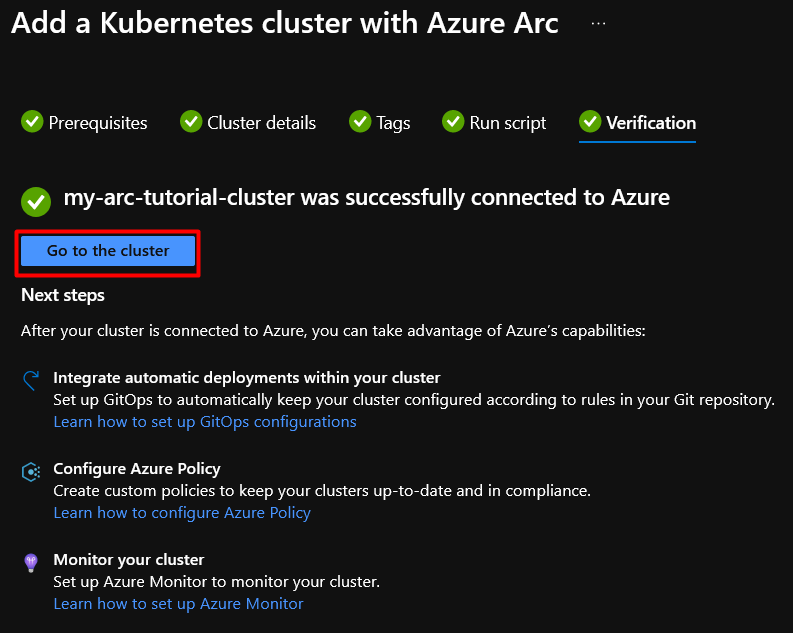 Add a Kubernetes cluster with Azure Arc ...
Prerequisites Cluster details Tags Run script Verification
my-arc-tutorial-cluster was successfully connected to Azure
Go to the cluster
Next steps
After your cluster is connected to Azure, you can take advantage of Azure’s capabilities:
Integrate automatic deployments within your cluster
Set up GitOps to automatically keep your cluster configured according to rules in your Git repository.
Learn how to set up GitOps configurations
Configure Azure Policy
Create custom policies to keep your clusters up-to-date and in compliance.
Learn how to configure Azure Policy
Monitor your cluster
Set up Azure Monitor to monitor your cluster.
Learn how to set up Azure Monitor